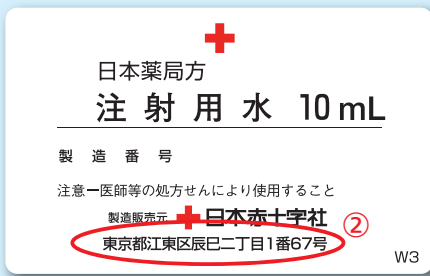 日本薬局方
注射用水 10mL
製造番号
注意ー医師等の処方せんにより使用すること
製造販売元 日本赤十字社 ②
東京都江東区辰巳二丁目1番67号
W3